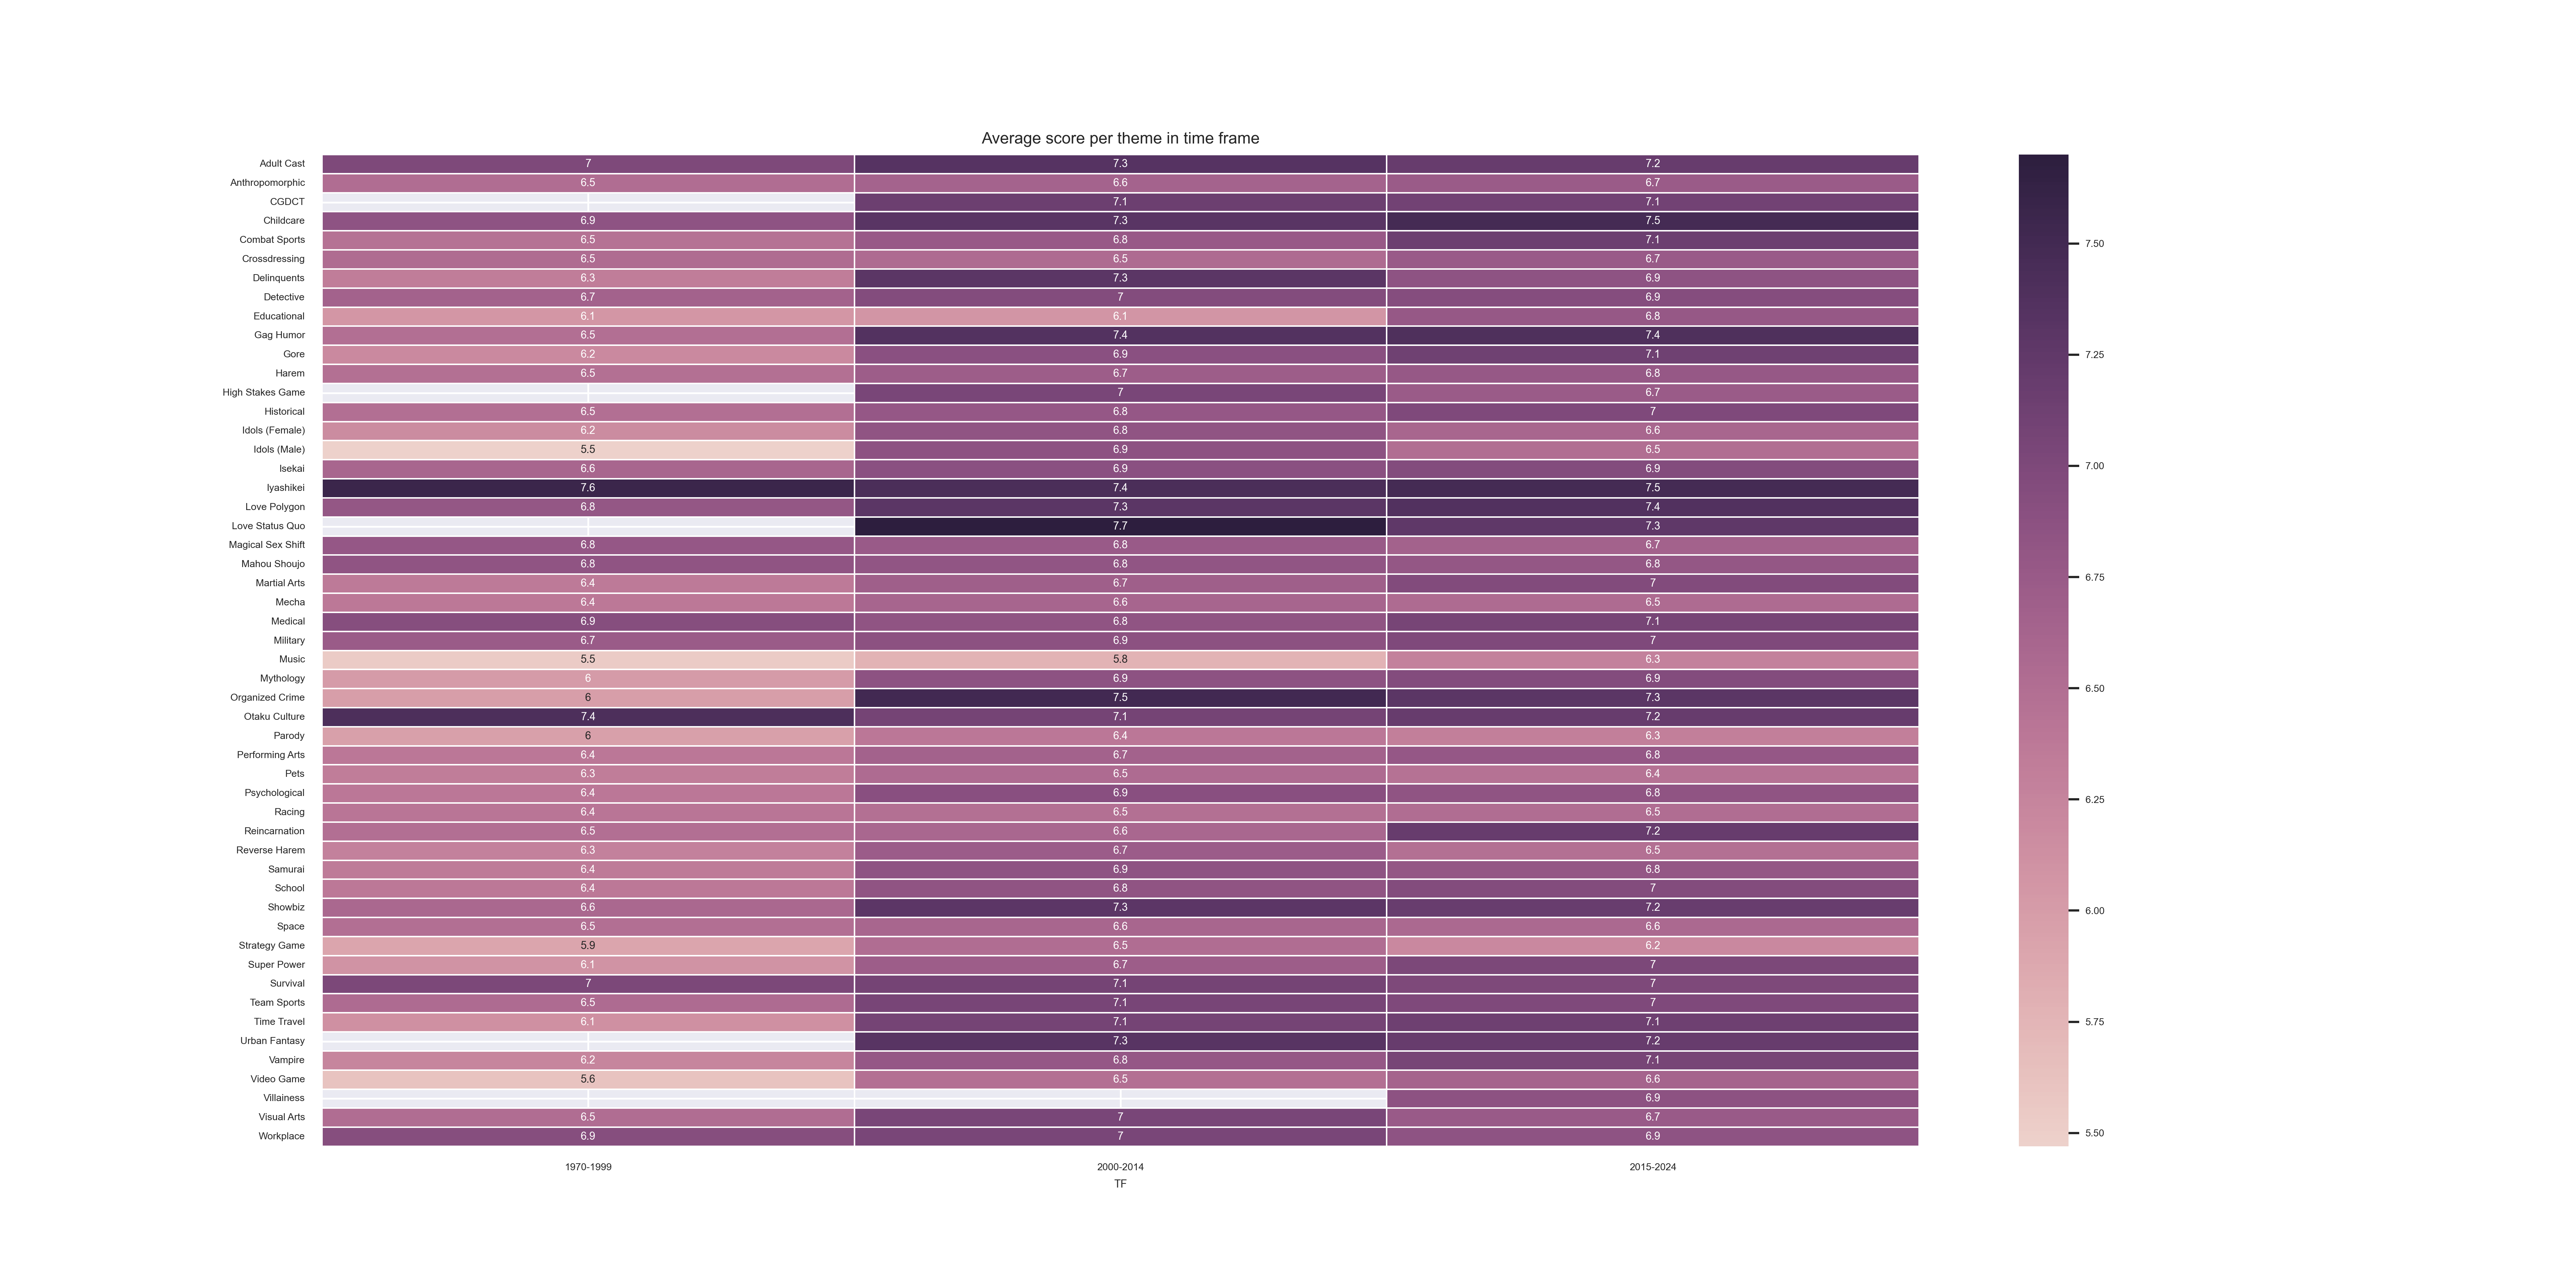 Average score per theme in time frame
Adult Cast 7 7.3 7.2
Anthropomorphic 6.5 6.6 6.7
CGDCT 7.1 7.1
Childcare 6.9 7.3 7.5
Combat Sports 6.5 6.8 7.1
Crossdressing 6.5 6.5 6.7
Delinquents 6.3 7.3 6.9
Detective 6.7 7 6.9
Educational 6.1 6.1 6.8
Gag Humor 6.5 7.4 7.4
Gore 6.2 6.9 7.1
Harem 6.5 6.7 6.8
High Stakes Game 7 6.7
Historical 6.5 6.8 7
Idols (Female) 6.2 6.8 6.6
Idols (Male) 5.5 6.9 6.5
Isekai 6.6 6.9 6.9
Iyashikei 7.6 7.4 7.5
Love Polygon 6.8 7.3 7.4
Love Status Quo 7.7 7.3
Magical Sex Shift 6.8 6.8 6.7
Mahou Shoujo 6.8 6.8 6.8
Martial Arts 6.4 6.7 7
Mecha 6.4 6.6 6.5
Medical 6.9 6.8 7.1
Military 6.7 6.9 7
Music 5.5 5.8 6.3
Mythology 6 6.9 6.9
Organized Crime 6 7.5 7.3
Otaku Culture 7.4 7.1 7.2
Parody 6 6.4 6.3
Performing Arts 6.4 6.7 6.8
Pets 6.3 6.5 6.4
Psychological 6.4 6.9 6.8
Racing 6.4 6.5 6.5
Reincarnation 6.5 6.6 7.2
Reverse Harem 6.3 6.7 6.5
Samurai 6.4 6.9 6.8
School 6.4 6.8 7
Showbiz 6.6 7.3 7.2
Space 6.5 6.6 6.6
Strategy Game 5.9 6.5 6.2
Super Power 6.1 6.7 7
Survival 7 7.1 7
Team Sports 6.5 7.1 7
Time Travel 6.1 7.1 7.1
Urban Fantasy 7.3 7.2
Vampire 6.2 6.8 7.1
Video Game 5.6 6.5 6.6
Villainess 6.9
Visual Arts 6.5 7 6.7
Workplace 6.9 7 6.9
1970-1999 2000-2014 2015-2024
TF
7.50
7.25
7.00
6.75
6.50
6.25
6.00
5.75
5.50